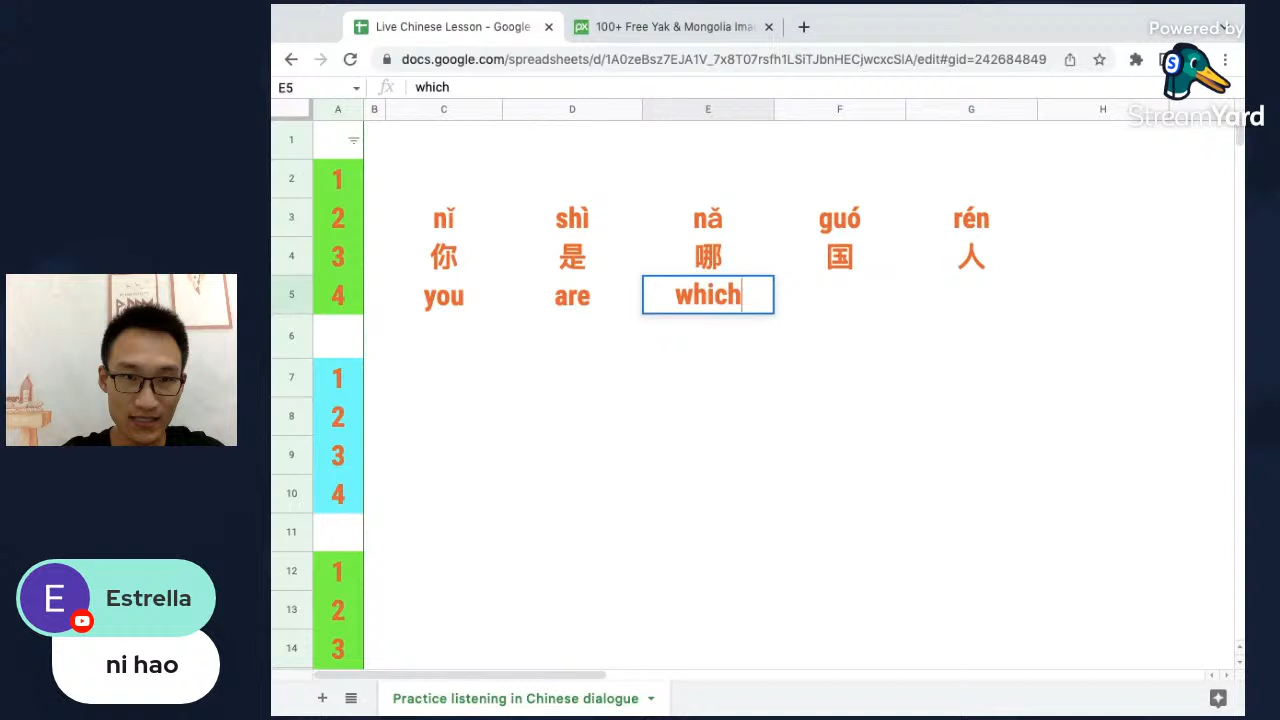 Live Chinese Lesson - Google
100+ Free Yak & Mongolia Ima
Powered by
docs.google.com/spreadsheets/d/1A0zeBsz7EJA1V_7x8T07rsfh1LSiTJbnHECjwcxcSlA/edit#gid=242684849
StreamYard
E5 fx which
A B C D E F G H
1
2 1
3 2 nǐ shì nǎ guó rén
4 3 你 是 哪 国 人
5 4 you are which
6
7 1
8 2
9 3
10 4
11
12 1
13 2
14 3
E Estrella
ni hao
Practice listening in Chinese dialogue